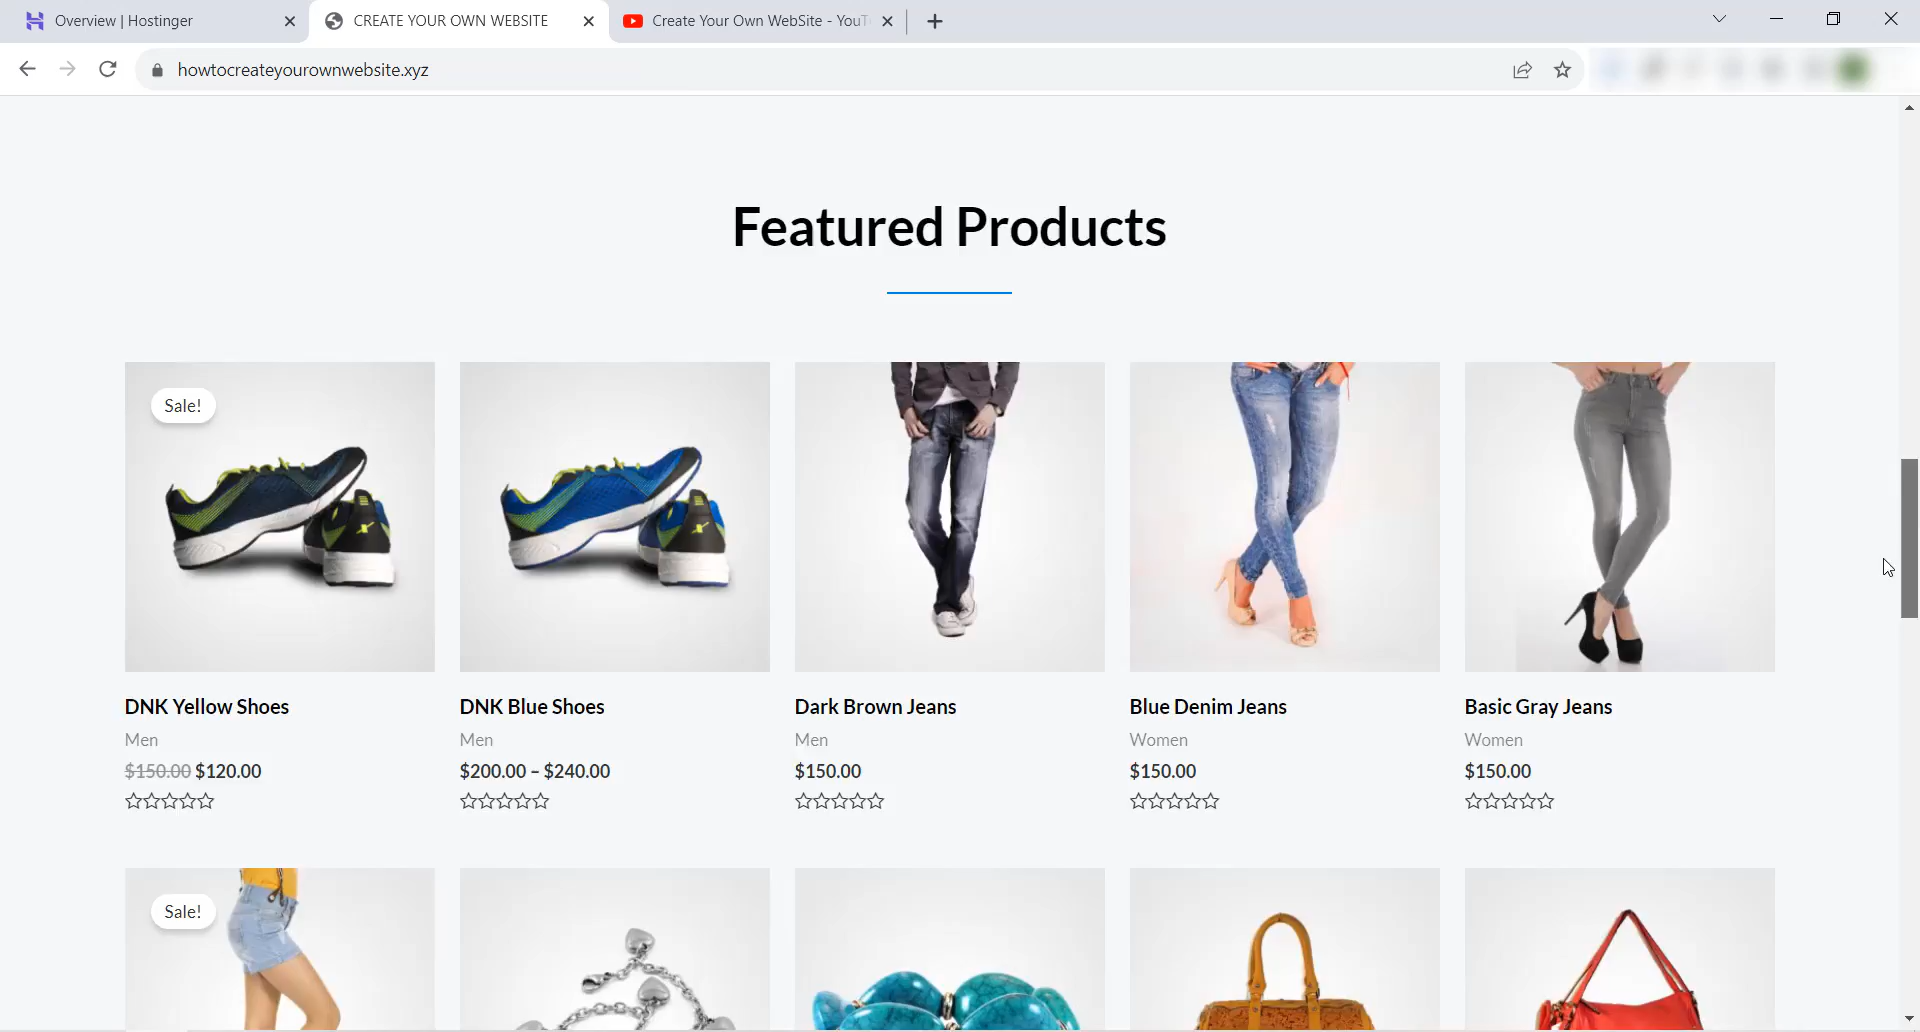 Overview | Hostinger
CREATE YOUR OWN WEBSITE
Create Your Own WebSite - YouT
howtocreateyourownwebsite.xyz
Featured Products
Sale!
DNK Yellow Shoes
Men
$150.00 $120.00
DNK Blue Shoes
Men
$200.00 – $240.00
Dark Brown Jeans
Men
$150.00
Blue Denim Jeans
Women
$150.00
Basic Gray Jeans
Women
$150.00
Sale!